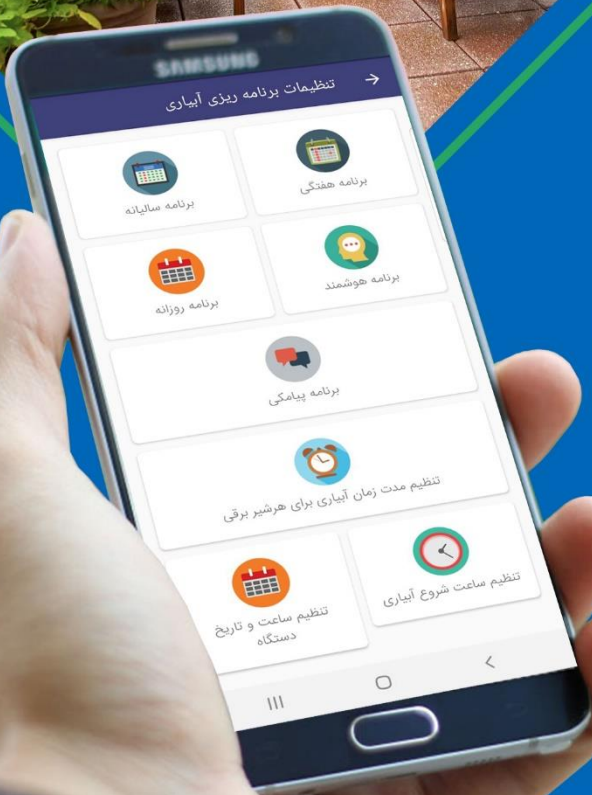 SAMSUNG
تنظیمات برنامه ریزی آبیاری
برنامه هفتگی
برنامه سالیانه
برنامه هوشمند
برنامه روزانه
برنامه پیامکی
تنظیم مدت زمان آبیاری برای هرشیر برقی
تنظیم ساعت شروع آبیاری
تنظیم ساعت و تاریخ
دستگاه